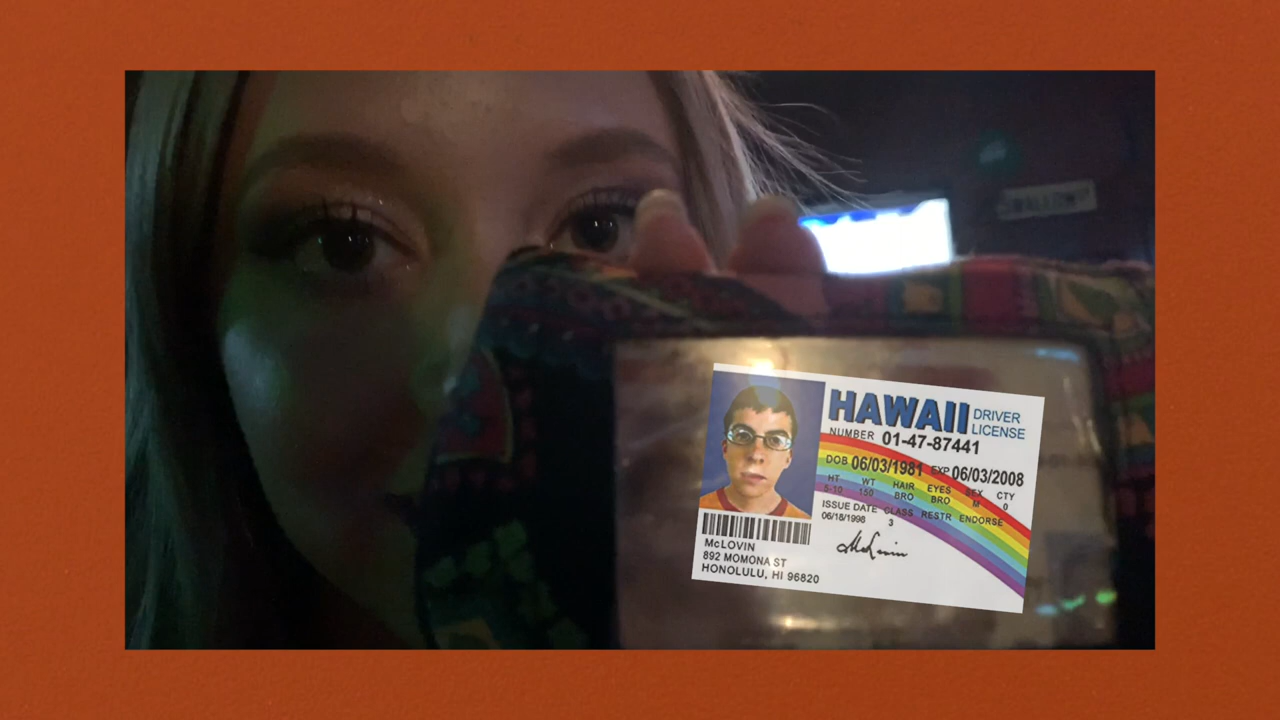 HAWAII DRIVER LICENSE
NUMBER 01-47-87441
DOB 06/03/1981 EXP 06/03/2008
HT WT HAIR EYES SEX CTY
5-10 150 BRO BRO M 0
ISSUE DATE CLASS RESTR ENDORSE
06/18/1998 3
McLovin
McLOVIN
892 MOMONA ST
HONOLULU, HI 96820